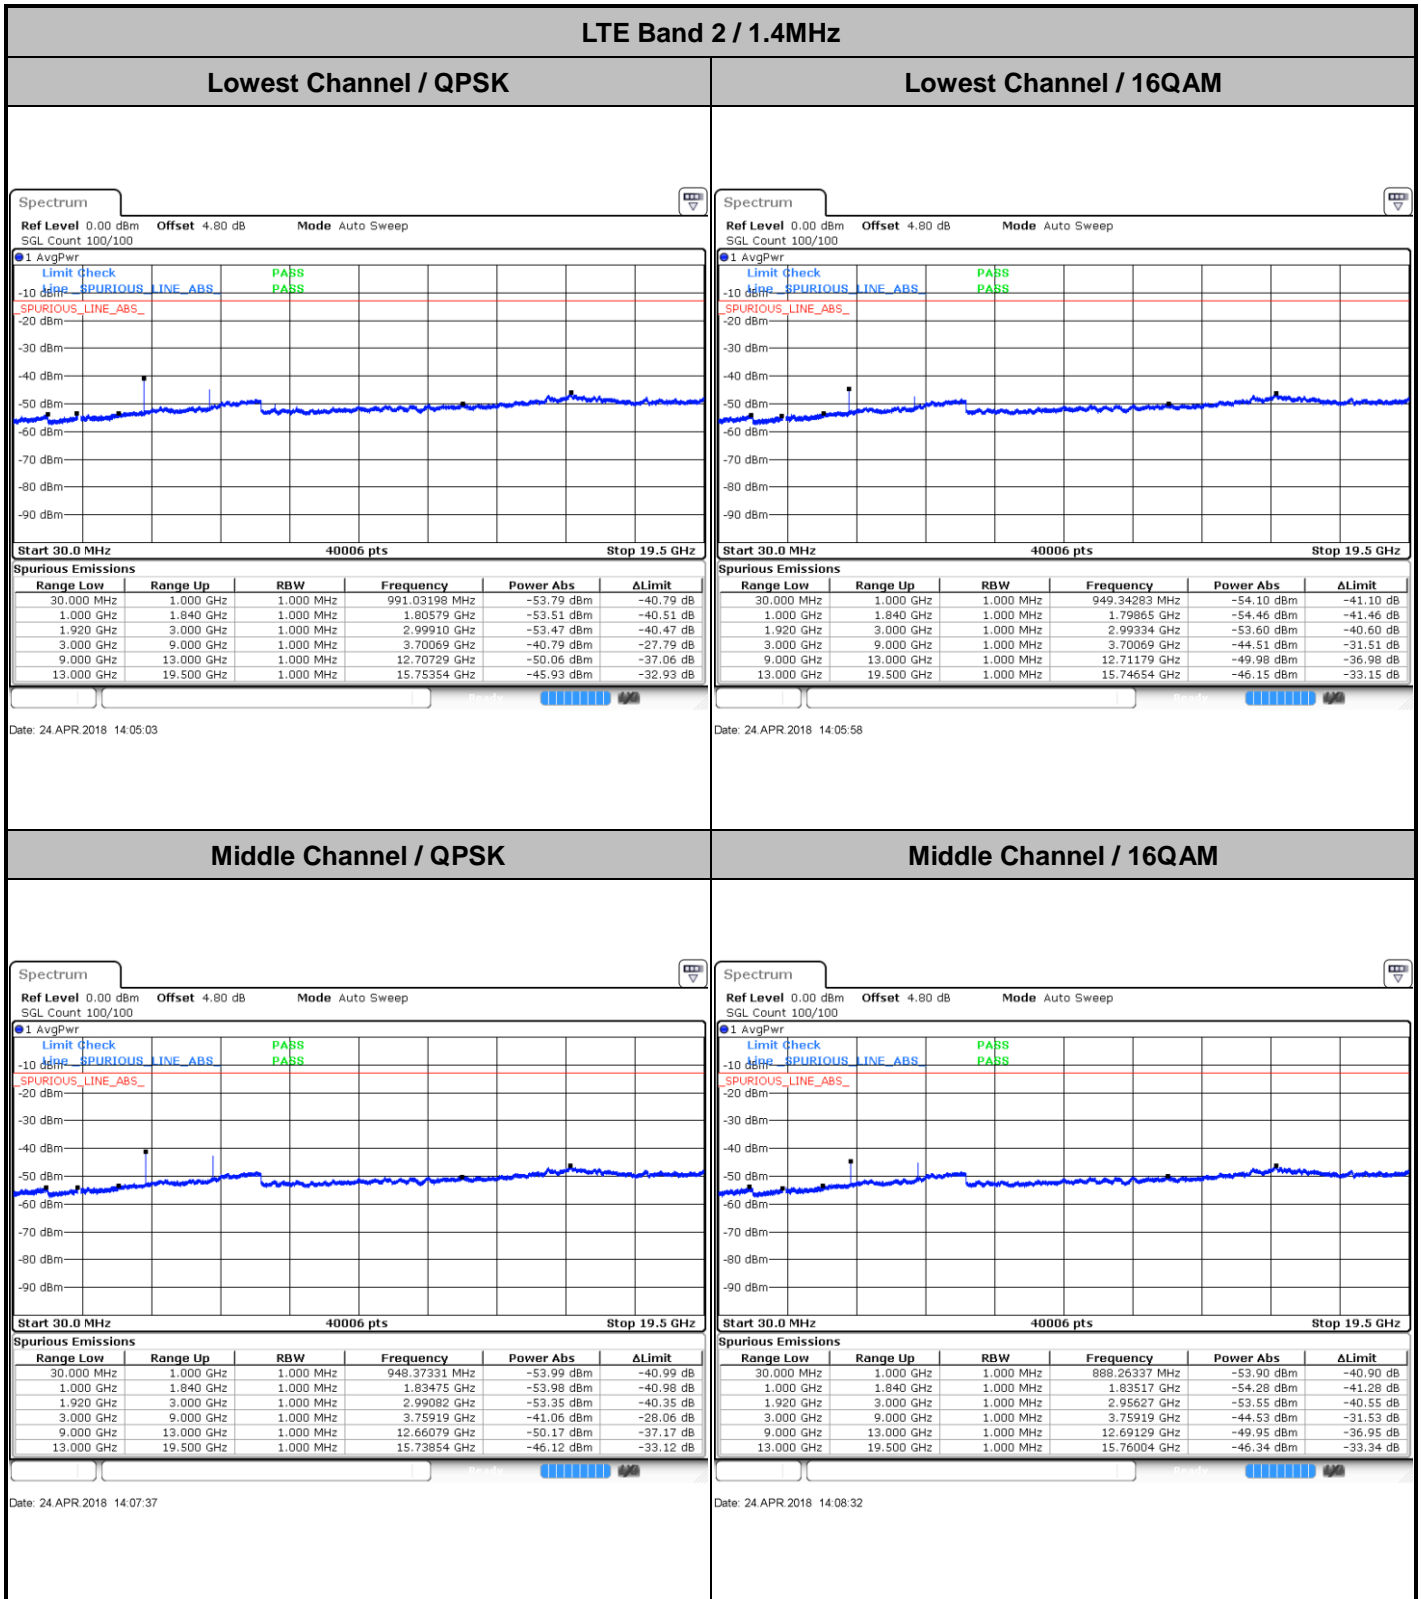 LTE Band 2 / 1.4MHz
Lowest Channel / QPSK
Lowest Channel / 16QAM
Spectrum
Ref Level 0.00 dBm Offset 4.80 dB Mode Auto Sweep
SGL Count 100/100
1 AvgPwr
Limit Check PASS
Line _SPURIOUS_LINE_ABS_ PASS
-10 dBm
_SPURIOUS_LINE_ABS_
-20 dBm
-30 dBm
-40 dBm
-50 dBm
-60 dBm
-70 dBm
-80 dBm
-90 dBm
Start 30.0 MHz 40006 pts Stop 19.5 GHz
Spurious Emissions
Range Low Range Up RBW Frequency Power Abs ΔLimit
30.000 MHz 1.000 GHz 1.000 MHz 991.03198 MHz -53.79 dBm -40.79 dB
1.000 GHz 1.840 GHz 1.000 MHz 1.80579 GHz -53.51 dBm -40.51 dB
1.920 GHz 3.000 GHz 1.000 MHz 2.99910 GHz -53.47 dBm -40.47 dB
3.000 GHz 9.000 GHz 1.000 MHz 3.70069 GHz -40.79 dBm -27.79 dB
9.000 GHz 13.000 GHz 1.000 MHz 12.70729 GHz -50.06 dBm -37.06 dB
13.000 GHz 19.500 GHz 1.000 MHz 15.75354 GHz -45.93 dBm -32.93 dB
Date: 24.APR.2018 14:05:03
Spectrum
Ref Level 0.00 dBm Offset 4.80 dB Mode Auto Sweep
SGL Count 100/100
1 AvgPwr
Limit Check PASS
Line _SPURIOUS_LINE_ABS_ PASS
-10 dBm
_SPURIOUS_LINE_ABS_
-20 dBm
-30 dBm
-40 dBm
-50 dBm
-60 dBm
-70 dBm
-80 dBm
-90 dBm
Start 30.0 MHz 40006 pts Stop 19.5 GHz
Spurious Emissions
Range Low Range Up RBW Frequency Power Abs ΔLimit
30.000 MHz 1.000 GHz 1.000 MHz 949.34283 MHz -54.10 dBm -41.10 dB
1.000 GHz 1.840 GHz 1.000 MHz 1.79865 GHz -54.46 dBm -41.46 dB
1.920 GHz 3.000 GHz 1.000 MHz 2.99334 GHz -53.60 dBm -40.60 dB
3.000 GHz 9.000 GHz 1.000 MHz 3.70069 GHz -44.51 dBm -31.51 dB
9.000 GHz 13.000 GHz 1.000 MHz 12.71179 GHz -49.98 dBm -36.98 dB
13.000 GHz 19.500 GHz 1.000 MHz 15.74654 GHz -46.15 dBm -33.15 dB
Date: 24.APR.2018 14:05:58
Middle Channel / QPSK
Middle Channel / 16QAM
Spectrum
Ref Level 0.00 dBm Offset 4.80 dB Mode Auto Sweep
SGL Count 100/100
1 AvgPwr
Limit Check PASS
Line _SPURIOUS_LINE_ABS_ PASS
-10 dBm
_SPURIOUS_LINE_ABS_
-20 dBm
-30 dBm
-40 dBm
-50 dBm
-60 dBm
-70 dBm
-80 dBm
-90 dBm
Start 30.0 MHz 40006 pts Stop 19.5 GHz
Spurious Emissions
Range Low Range Up RBW Frequency Power Abs ΔLimit
30.000 MHz 1.000 GHz 1.000 MHz 948.37331 MHz -53.99 dBm -40.99 dB
1.000 GHz 1.840 GHz 1.000 MHz 1.83475 GHz -53.98 dBm -40.98 dB
1.920 GHz 3.000 GHz 1.000 MHz 2.99082 GHz -53.35 dBm -40.35 dB
3.000 GHz 9.000 GHz 1.000 MHz 3.75919 GHz -41.06 dBm -28.06 dB
9.000 GHz 13.000 GHz 1.000 MHz 12.66079 GHz -50.17 dBm -37.17 dB
13.000 GHz 19.500 GHz 1.000 MHz 15.73854 GHz -46.12 dBm -33.12 dB
Date: 24.APR.2018 14:07:37
Spectrum
Ref Level 0.00 dBm Offset 4.80 dB Mode Auto Sweep
SGL Count 100/100
1 AvgPwr
Limit Check PASS
Line _SPURIOUS_LINE_ABS_ PASS
-10 dBm
_SPURIOUS_LINE_ABS_
-20 dBm
-30 dBm
-40 dBm
-50 dBm
-60 dBm
-70 dBm
-80 dBm
-90 dBm
Start 30.0 MHz 40006 pts Stop 19.5 GHz
Spurious Emissions
Range Low Range Up RBW Frequency Power Abs ΔLimit
30.000 MHz 1.000 GHz 1.000 MHz 888.26337 MHz -53.90 dBm -40.90 dB
1.000 GHz 1.840 GHz 1.000 MHz 1.83517 GHz -54.28 dBm -41.28 dB
1.920 GHz 3.000 GHz 1.000 MHz 2.95627 GHz -53.55 dBm -40.55 dB
3.000 GHz 9.000 GHz 1.000 MHz 3.75919 GHz -44.53 dBm -31.53 dB
9.000 GHz 13.000 GHz 1.000 MHz 12.69129 GHz -49.95 dBm -36.95 dB
13.000 GHz 19.500 GHz 1.000 MHz 15.76004 GHz -46.34 dBm -33.34 dB
Date: 24.APR.2018 14:08:32